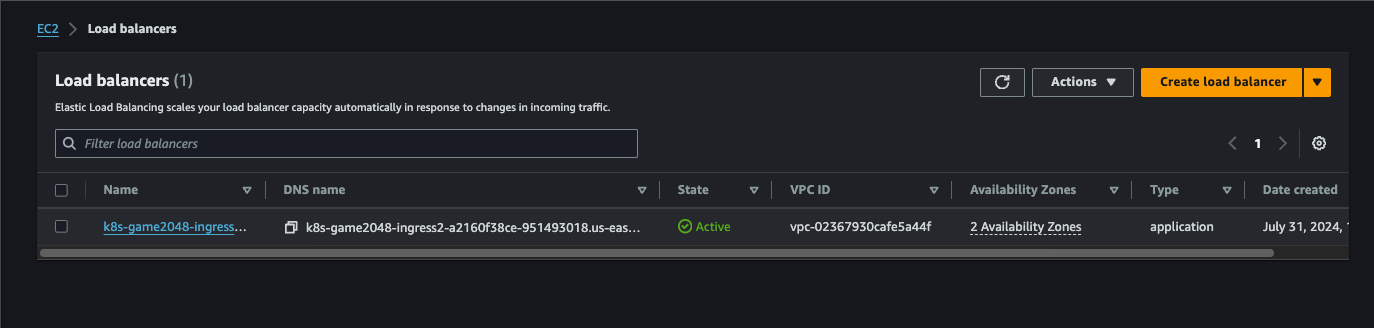 EC2 > Load balancers
Load balancers (1)
Actions
Create load balancer
Elastic Load Balancing scales your load balancer capacity automatically in response to changes in incoming traffic.
Filter load balancers
1
Name DNS name State VPC ID Availability Zones Type Date created
k8s-game2048-ingress... k8s-game2048-ingress2-a2160f38ce-951493018.us-eas... Active vpc-02367930cafe5a44f 2 Availability Zones application July 31, 2024,